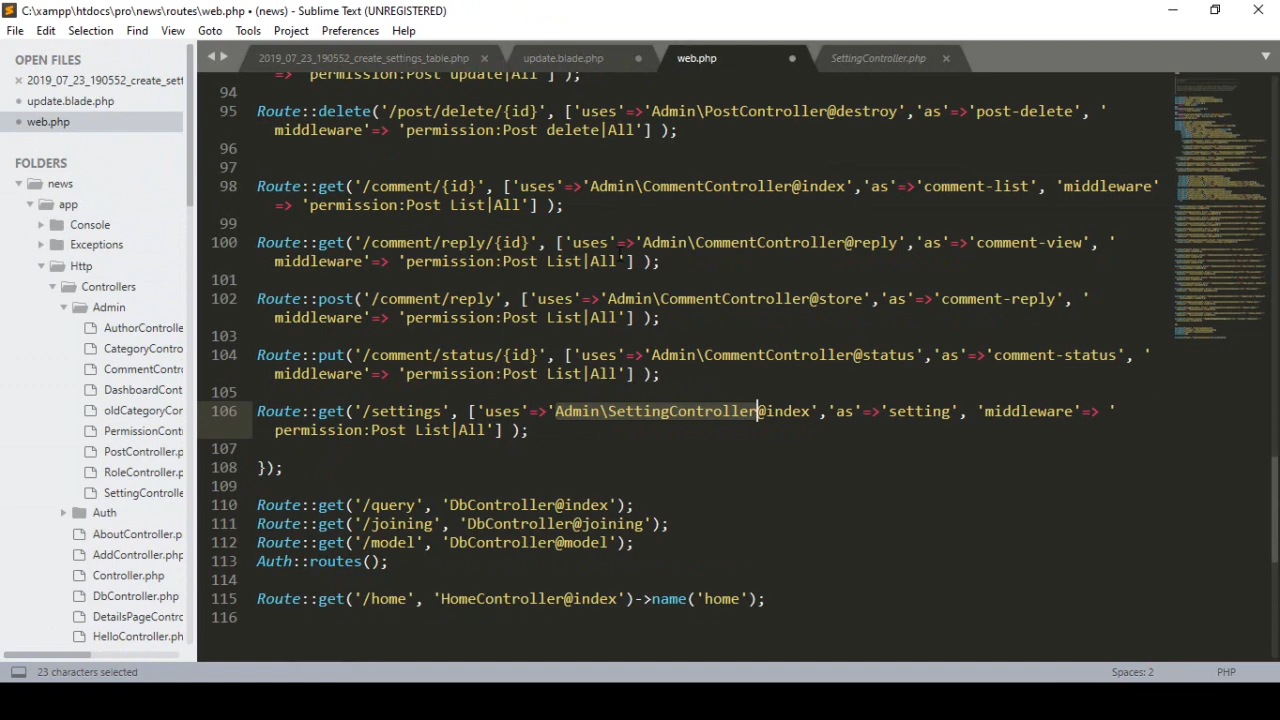 C:\xampp\htdocs\pro\news\routes\web.php • (news) - Sublime Text (UNREGISTERED)
File Edit Selection Find View Goto Tools Project Preferences Help
OPEN FILES
2019_07_23_190552_create_sett
update.blade.php
web.php
FOLDERS
news
app
Console
Exceptions
Http
Controllers
Admin
AuthorControlle
CategoryContro
CommentContr
DashboardCont
oldCategoryCor
PermissionContr
PostController.p
RoleController.p
SettingControlle
Auth
AboutController.p
AddController.php
Controller.php
DbController.php
DetailsPageContrc
HelloController.ph
2019_07_23_190552_create_settings_table.php
update.blade.php
web.php
SettingController.php
=> 'permission:Post update|All'] );
94
95 Route::delete('/post/delete/{id}', ['uses'=>'Admin\PostController@destroy','as'=>'post-delete', '
middleware'=> 'permission:Post delete|All'] );
96
97
98 Route::get('/comment/{id}', ['uses'=>'Admin\CommentController@index','as'=>'comment-list', 'middleware'
=> 'permission:Post List|All'] );
99
100 Route::get('/comment/reply/{id}', ['uses'=>'Admin\CommentController@reply','as'=>'comment-view', '
middleware'=> 'permission:Post List|All'] );
101
102 Route::post('/comment/reply', ['uses'=>'Admin\CommentController@store','as'=>'comment-reply', '
middleware'=> 'permission:Post List|All'] );
103
104 Route::put('/comment/status/{id}', ['uses'=>'Admin\CommentController@status','as'=>'comment-status', '
middleware'=> 'permission:Post List|All'] );
105
106 Route::get('/settings', ['uses'=>'Admin\SettingController@index','as'=>'setting', 'middleware'=> '
permission:Post List|All'] );
107
108 });
109
110 Route::get('/query', 'DbController@index');
111 Route::get('/joining', 'DbController@joining');
112 Route::get('/model', 'DbController@model');
113 Auth::routes();
114
115 Route::get('/home', 'HomeController@index')->name('home');
116
23 characters selected
Spaces: 2
PHP